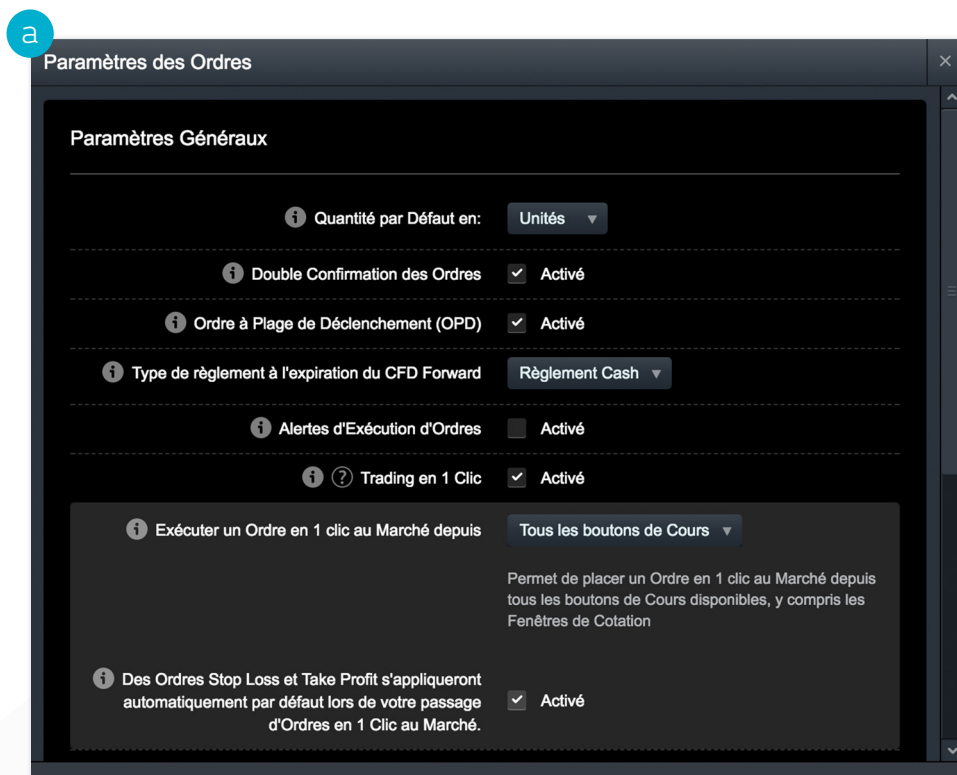 a
Paramètres des Ordres
Paramètres Généraux
Quantité par Défaut en: Unités
Double Confirmation des Ordres Activé
Ordre à Plage de Déclenchement (OPD) Activé
Type de règlement à l'expiration du CFD Forward Règlement Cash
Alertes d'Exécution d'Ordres Activé
? Trading en 1 Clic Activé
Exécuter un Ordre en 1 clic au Marché depuis Tous les boutons de Cours
Permet de placer un Ordre en 1 clic au Marché depuis
tous les boutons de Cours disponibles, y compris les
Fenêtres de Cotation
Des Ordres Stop Loss et Take Profit s'appliqueront
automatiquement par défaut lors de votre passage
d'Ordres en 1 Clic au Marché.
Activé